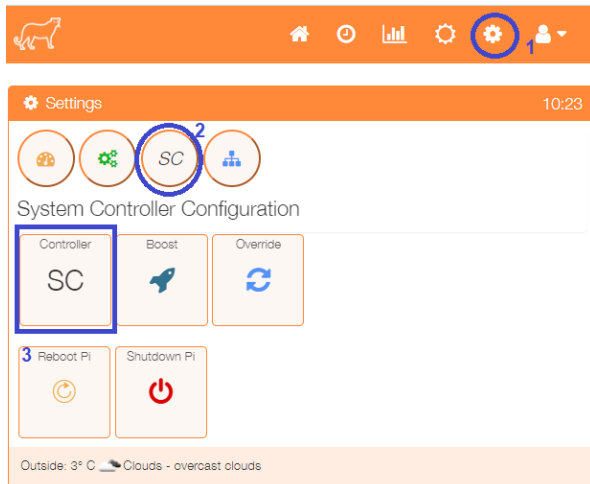 1
Settings 10:23
2
SC
System Controller Configuration
Controller Boost Override
SC
3 Reboot Pi Shutdown Pi
Outside: 3° C Clouds - overcast clouds